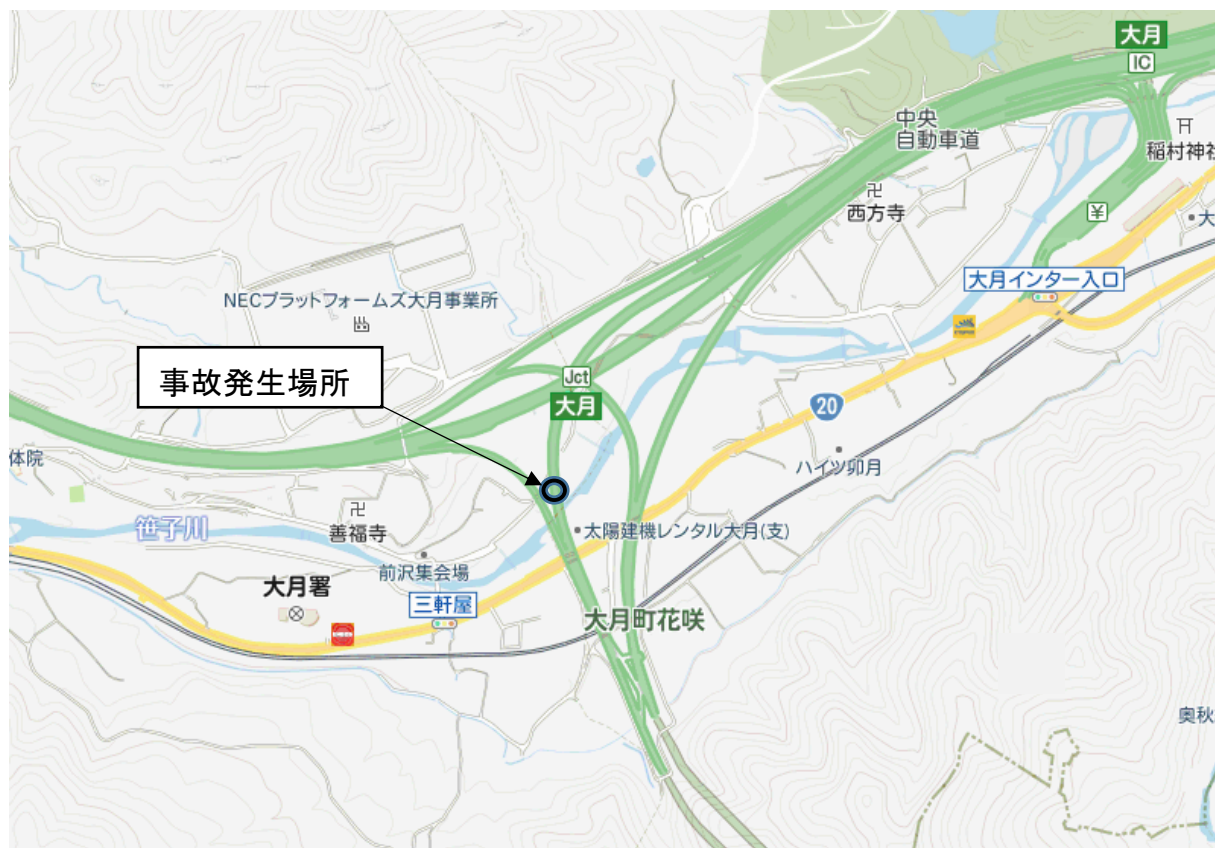 大月
IC
中央
自動車道
稲村神社
西方寺
¥
大
大月インター入口
NECプラットフォームズ大月事業所
事故発生場所
Jct
大月
20
体院
ハイツ卯月
善福寺
笹子川
太陽建機レンタル大月(支)
前沢集会場
大月署
三軒屋
大月町花咲
奥秋